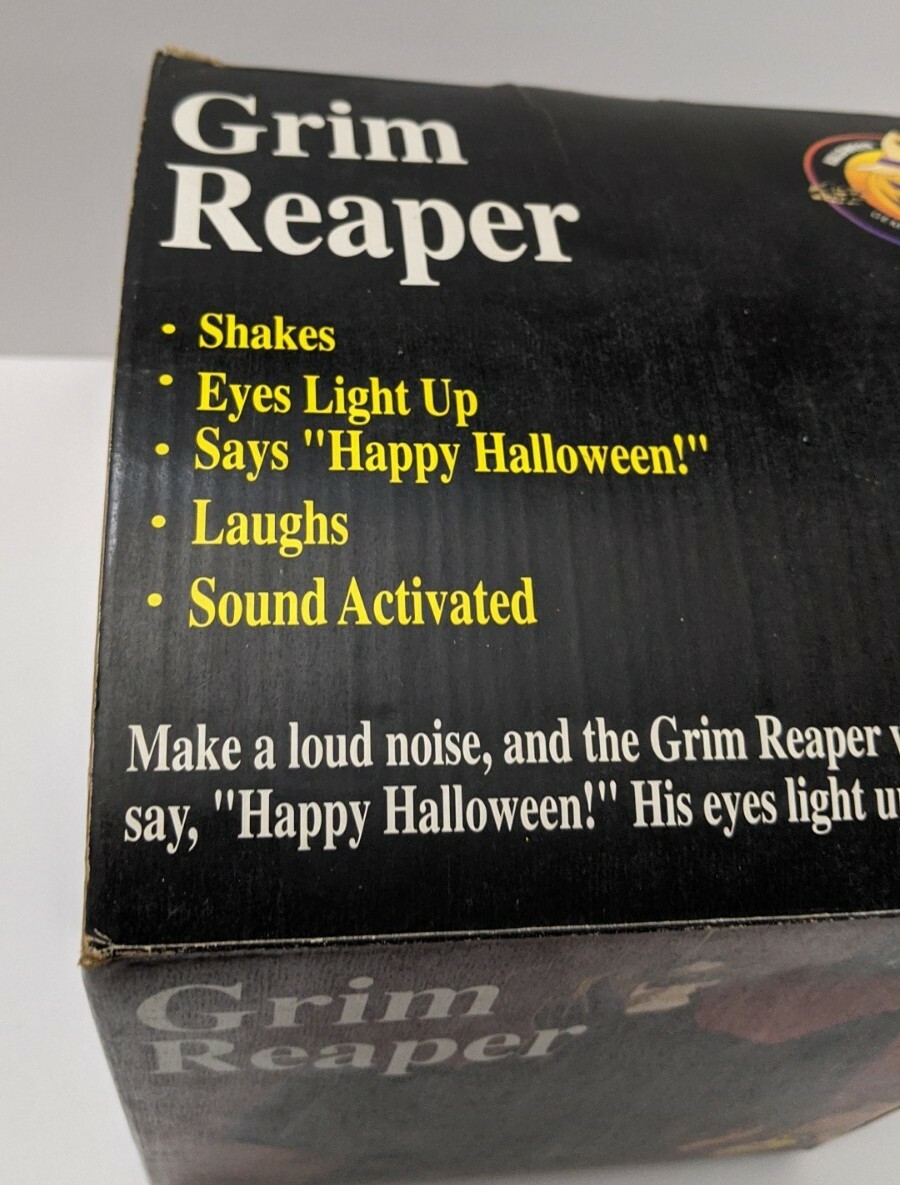 Grim
Reaper
• Shakes
• Eyes Light Up
• Says "Happy Halloween!"
• Laughs
• Sound Activated
Make a loud noise, and the Grim Reaper
say, "Happy Halloween!" His eyes light
Grim
Reaper